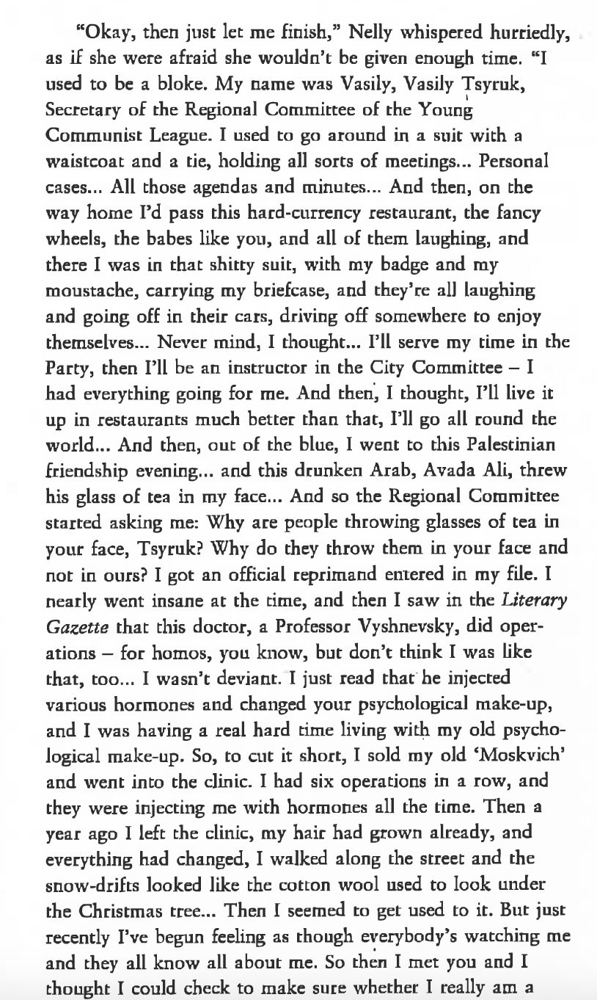 “Okay, then just let me finish,” Nelly whispered hurriedly,
as if she were afraid she wouldn’t be given enough time. “I
used to be a bloke. My name was Vasily, Vasily Tsyruk,
Secretary of the Regional Committee of the Young
Communist League. I used to go around in a suit with a
waistcoat and a tie, holding all sorts of meetings... Personal
cases... All those agendas and minutes... And then, on the
way home I’d pass this hard-currency restaurant, the fancy
wheels, the babes like you, and all of them laughing, and
there I was in that shitty suit, with my badge and my
moustache, carrying my briefcase, and they’re all laughing
and going off in their cars, driving off somewhere to enjoy
themselves... Never mind, I thought... I’ll serve my time in the
Party, then I’ll be an instructor in the City Committee – I
had everything going for me. And then, I thought, I’ll live it
up in restaurants much better than that, I’ll go all round the
world... And then, out of the blue, I went to this Palestinian
friendship evening... and this drunken Arab, Avada Ali, threw
his glass of tea in my face... And so the Regional Committee
started asking me: Why are people throwing glasses of tea in
your face, Tsyruk? Why do they throw them in your face and
not in ours? I got an official reprimand entered in my file. I
nearly went insane at the time, and then I saw in the Literary
Gazette that this doctor, a Professor Vyshnevsky, did oper-
ations – for homos, you know, but don’t think I was like
that, too... I wasn’t deviant. I just read that he injected
various hormones and changed your psychological make-up,
and I was having a real hard time living with my old psycho-
logical make-up. So, to cut it short, I sold my old ‘Moskvich’
and went into the clinic. I had six operations in a row, and
they were injecting me with hormones all the time. Then a
year ago I left the clinic, my hair had grown already, and
everything had changed, I walked along the street and the
snow-drifts looked like the cotton wool used to look under
the Christmas tree... Then I seemed to get used to it. But just
recently I’ve begun feeling as though everybody’s watching me
and they all know all about me. So then I met you and I
thought I could check to make sure whether I really am a